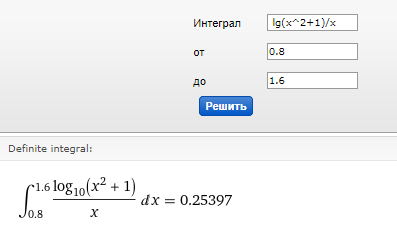 Интеграл lg(x^2+1)/x
от 0.8
до 1.6
Решить
Definite integral:
∫_{0.8}^{1.6} log₁₀(x² + 1)/x dx = 0.25397